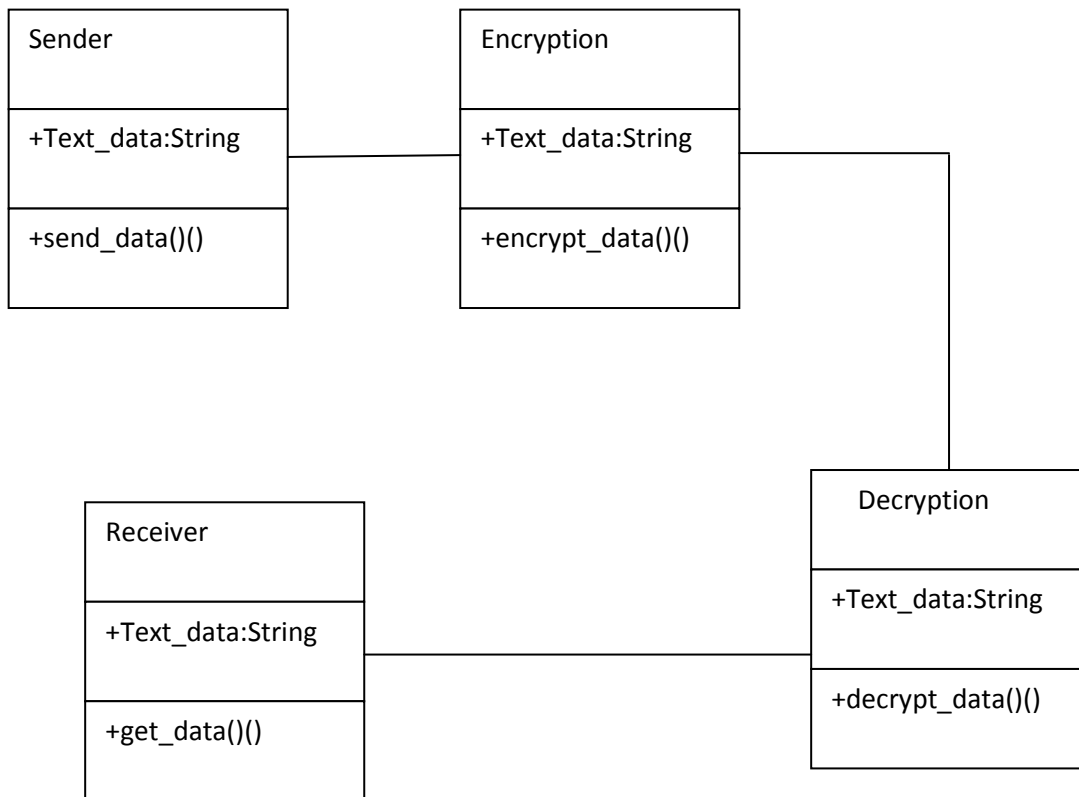 Sender
+Text_data:String
+send_data()()
Encryption
+Text_data:String
+encrypt_data()()
Decryption
+Text_data:String
+decrypt_data()()
Receiver
+Text_data:String
+get_data()()